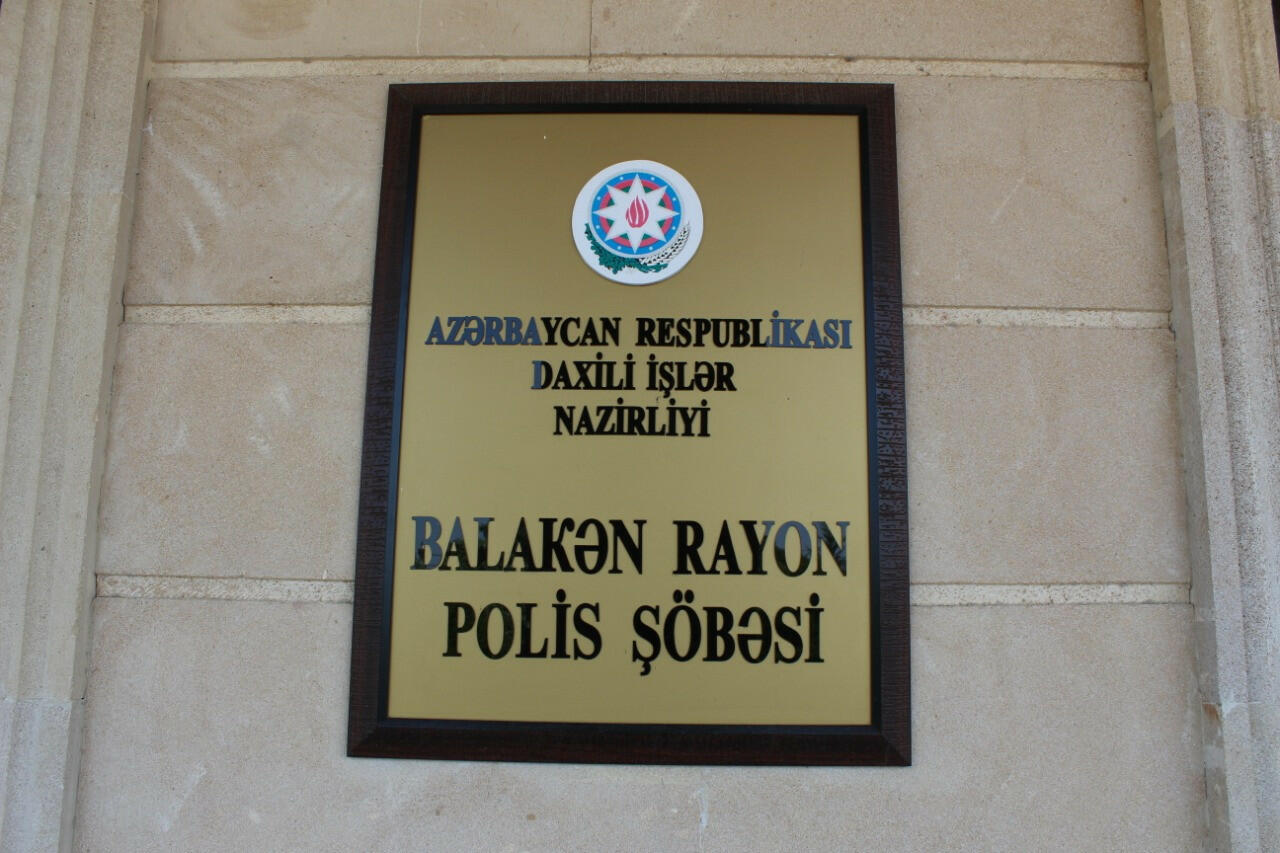 AZƏRBAYCAN RESPUBLİKASI
DAXİLİ İŞLƏR
NAZİRLİYİ
BALAKƏN RAYON
POLİS ŞÖBƏSİ